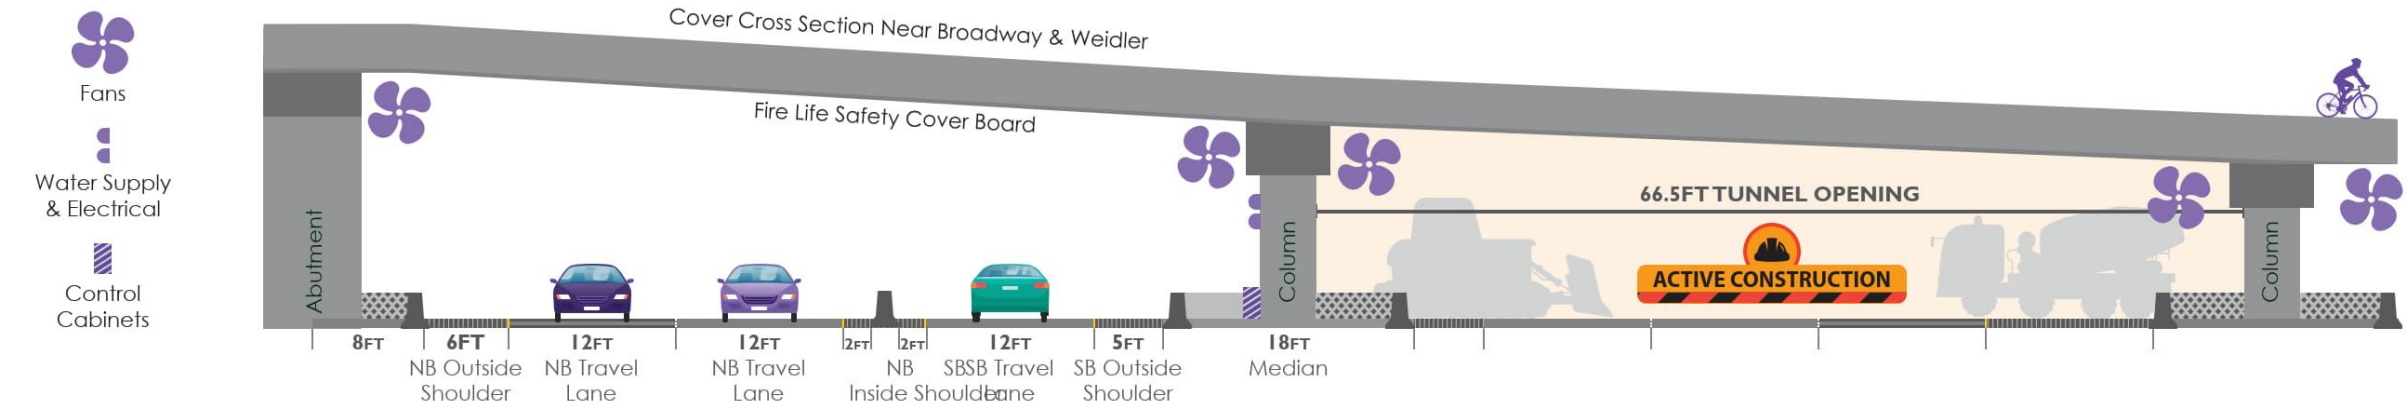 Cover Cross Section Near Broadway & Weidler
Fans
Fire Life Safety Cover Board
Water Supply
& Electrical
66.5FT TUNNEL OPENING
Abutment
Column
Column
ACTIVE CONSTRUCTION
Control
Cabinets
8FT
6FT
12FT
12FT
2FT
2FT
12FT
5FT
18FT
NB Outside
Shoulder
NB Travel
Lane
NB Travel
Lane
NB
SB
Inside Shoulder
SB Travel
Lane
SB Outside
Shoulder
Median